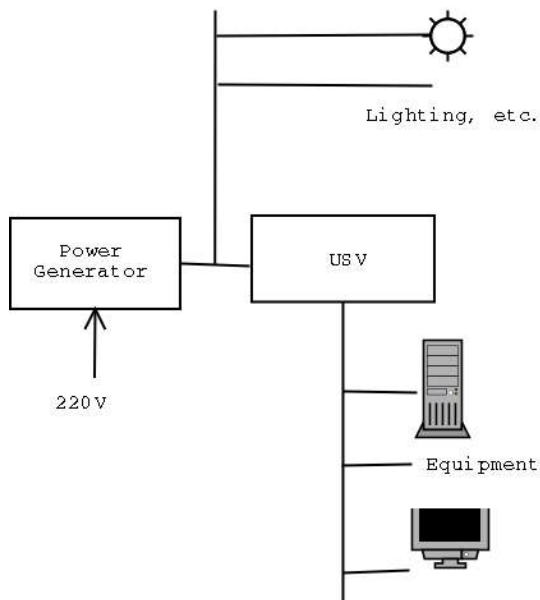 Lighting, etc.
Power
Generator
USV
220V
Equipment